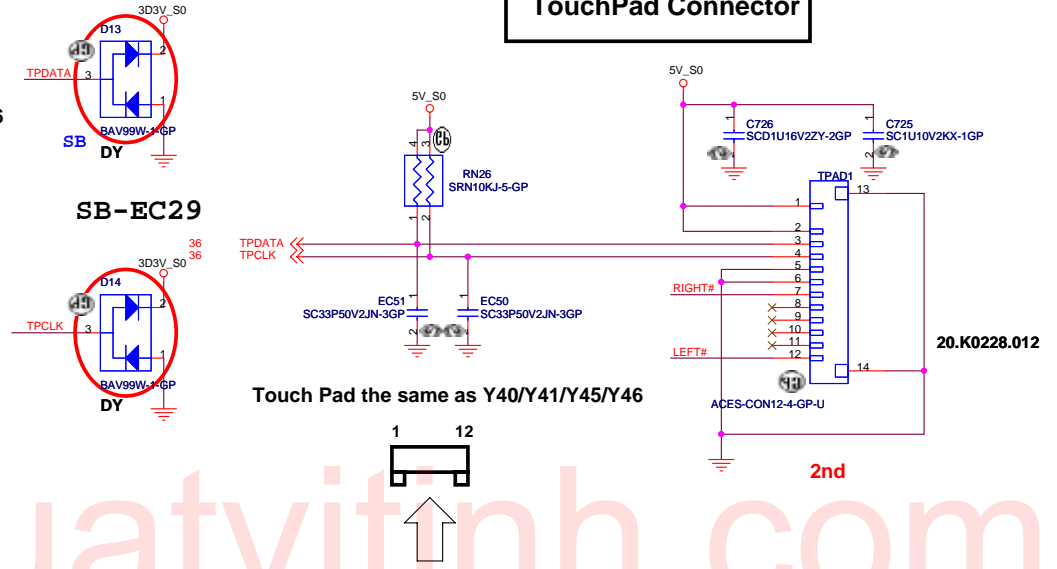 TouchPad Connector
3D3V_S0
D13
TPDATA
3
2
1
BAV99W-1-GP
SB
DY
SB-EC29
3D3V_S0
D14
TPCLK
3
2
1
BAV99W-1-GP
DY
5V_S0
4
3
RN26
SRN10KJ-5-GP
1
2
36
TPDATA
36
TPCLK
1
EC51
SC33P50V2JN-3GP
2
1
EC50
SC33P50V2JN-3GP
5V_S0
1
C726
SCD1U16V2ZY-2GP
1
C725
SC1U10V2KX-1GP
2
TPAD1
13
1
2
3
4
5
6
7
8
9
10
11
12
14
RIGHT#
LEFT#
20.K0228.012
ACES-CON12-4-GP-U
2nd
Touch Pad the same as Y40/Y41/Y45/Y46
1 12
uatvitinh.com